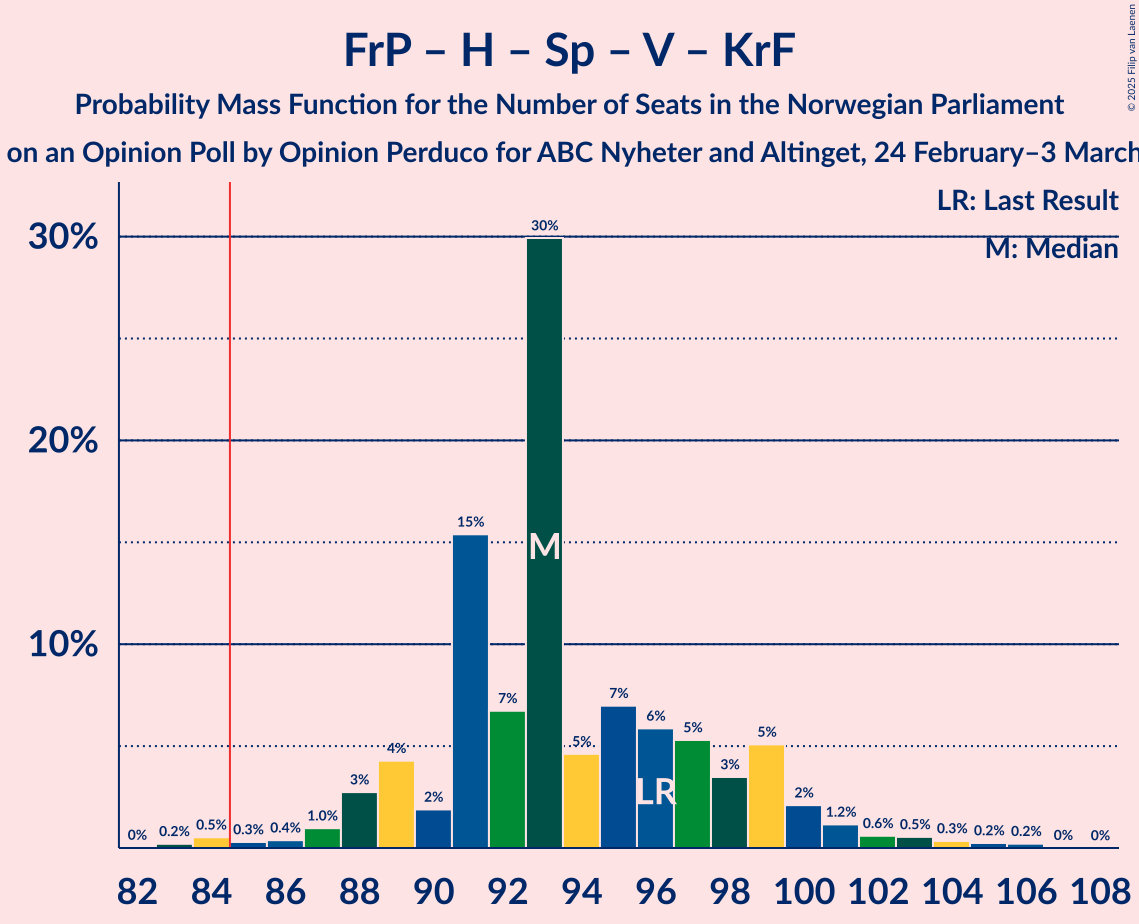 FrP – H – Sp – V – KrF
Probability Mass Function for the Number of Seats in the Norwegian Parliament
on an Opinion Poll by Opinion Perduco for ABC Nyheter and Altinget, 24 February–3 March
© 2025 Filip van Laenen
LR: Last Result
M: Median
30%
20%
10%
0% 0.2% 0.5% 0.3% 0.4% 1.0% 3% 4% 2% 15% 7% 30% 5% 7% 6% 5% 3% 5% 2% 1.2% 0.6% 0.5% 0.3% 0.2% 0.2% 0% 0%
M
LR
82 84 86 88 90 92 94 96 98 100 102 104 106 108